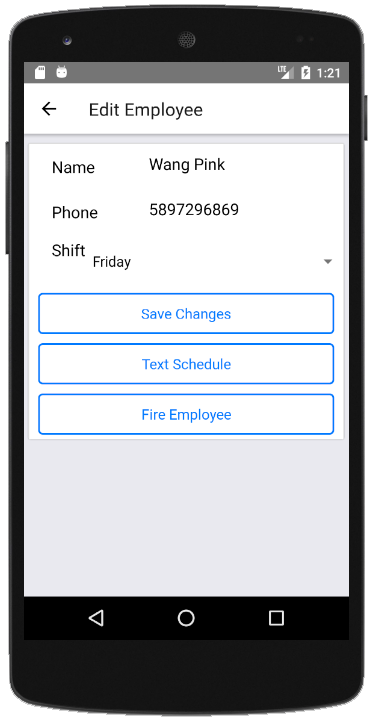 LTE 1:21
Edit Employee
Name Wang Pink
Phone 5897296869
Shift Friday
Save Changes
Text Schedule
Fire Employee